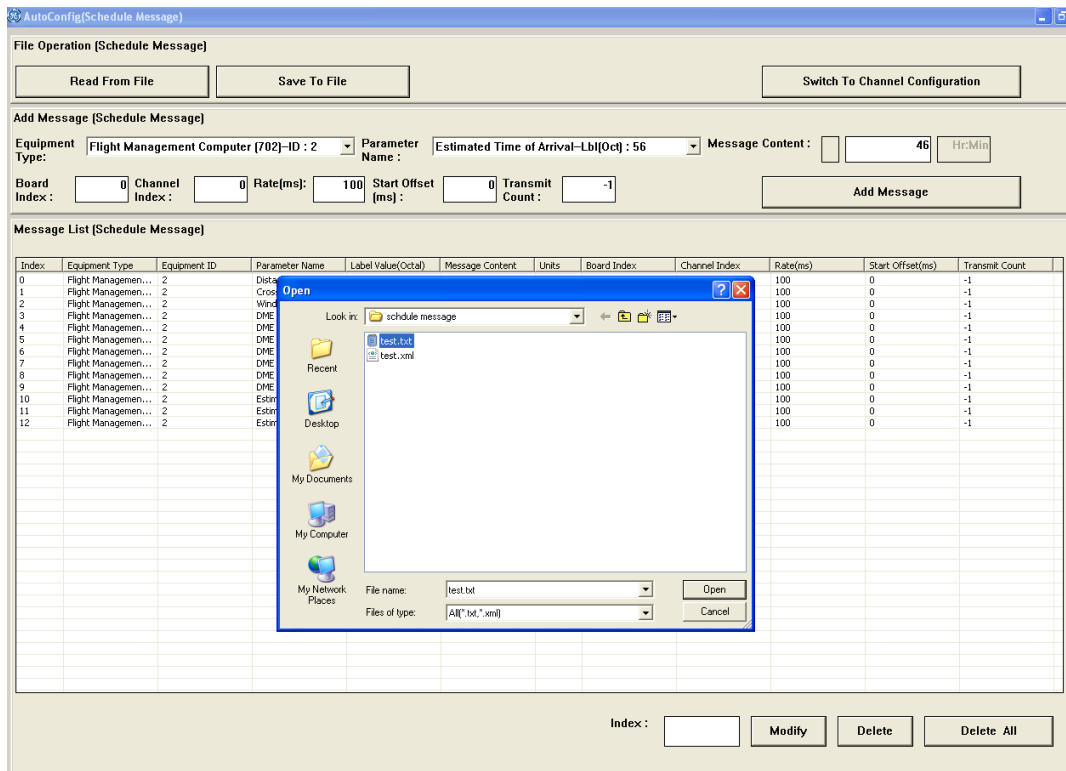 AutoConfig(Schedule Message)
File Operation (Schedule Message)
Read From File Save To File Switch To Channel Configuration
Add Message (Schedule Message)
Equipment Type: Flight Management Computer (702)–ID : 2 Parameter Name : Estimated Time of Arrival–Lbl(Oct) : 56 Message Content : 46 Hr:Min
Board Index : 0 Channel Index : 0 Rate(ms): 100 Start Offset (ms) : 0 Transmit Count : -1 Add Message
Message List (Schedule Message)
Index Equipment Type Equipment ID Parameter Name Label Value(Octal) Message Content Units Board Index Channel Index Rate(ms) Start Offset(ms) Transmit Count
0 Flight Managemen... 2 Dista 100 0 -1
1 Flight Managemen... 2 Cross 100 0 -1
2 Flight Managemen... 2 Wind 100 0 -1
3 Flight Managemen... 2 DME 100 0 -1
4 Flight Managemen... 2 DME 100 0 -1
5 Flight Managemen... 2 DME 100 0 -1
6 Flight Managemen... 2 DME 100 0 -1
7 Flight Managemen... 2 DME 100 0 -1
8 Flight Managemen... 2 DME 100 0 -1
9 Flight Managemen... 2 DME 100 0 -1
10 Flight Managemen... 2 Estim 100 0 -1
11 Flight Managemen... 2 Estim 100 0 -1
12 Flight Managemen... 2 Estim 100 0 -1
Open
Look in: schdule message
test.txt
test.xml
Recent
Desktop
My Documents
My Computer
My Network Places
File name: test.txt Open
Files of type: All(*.txt,*.xml) Cancel
Index : Modify Delete Delete All